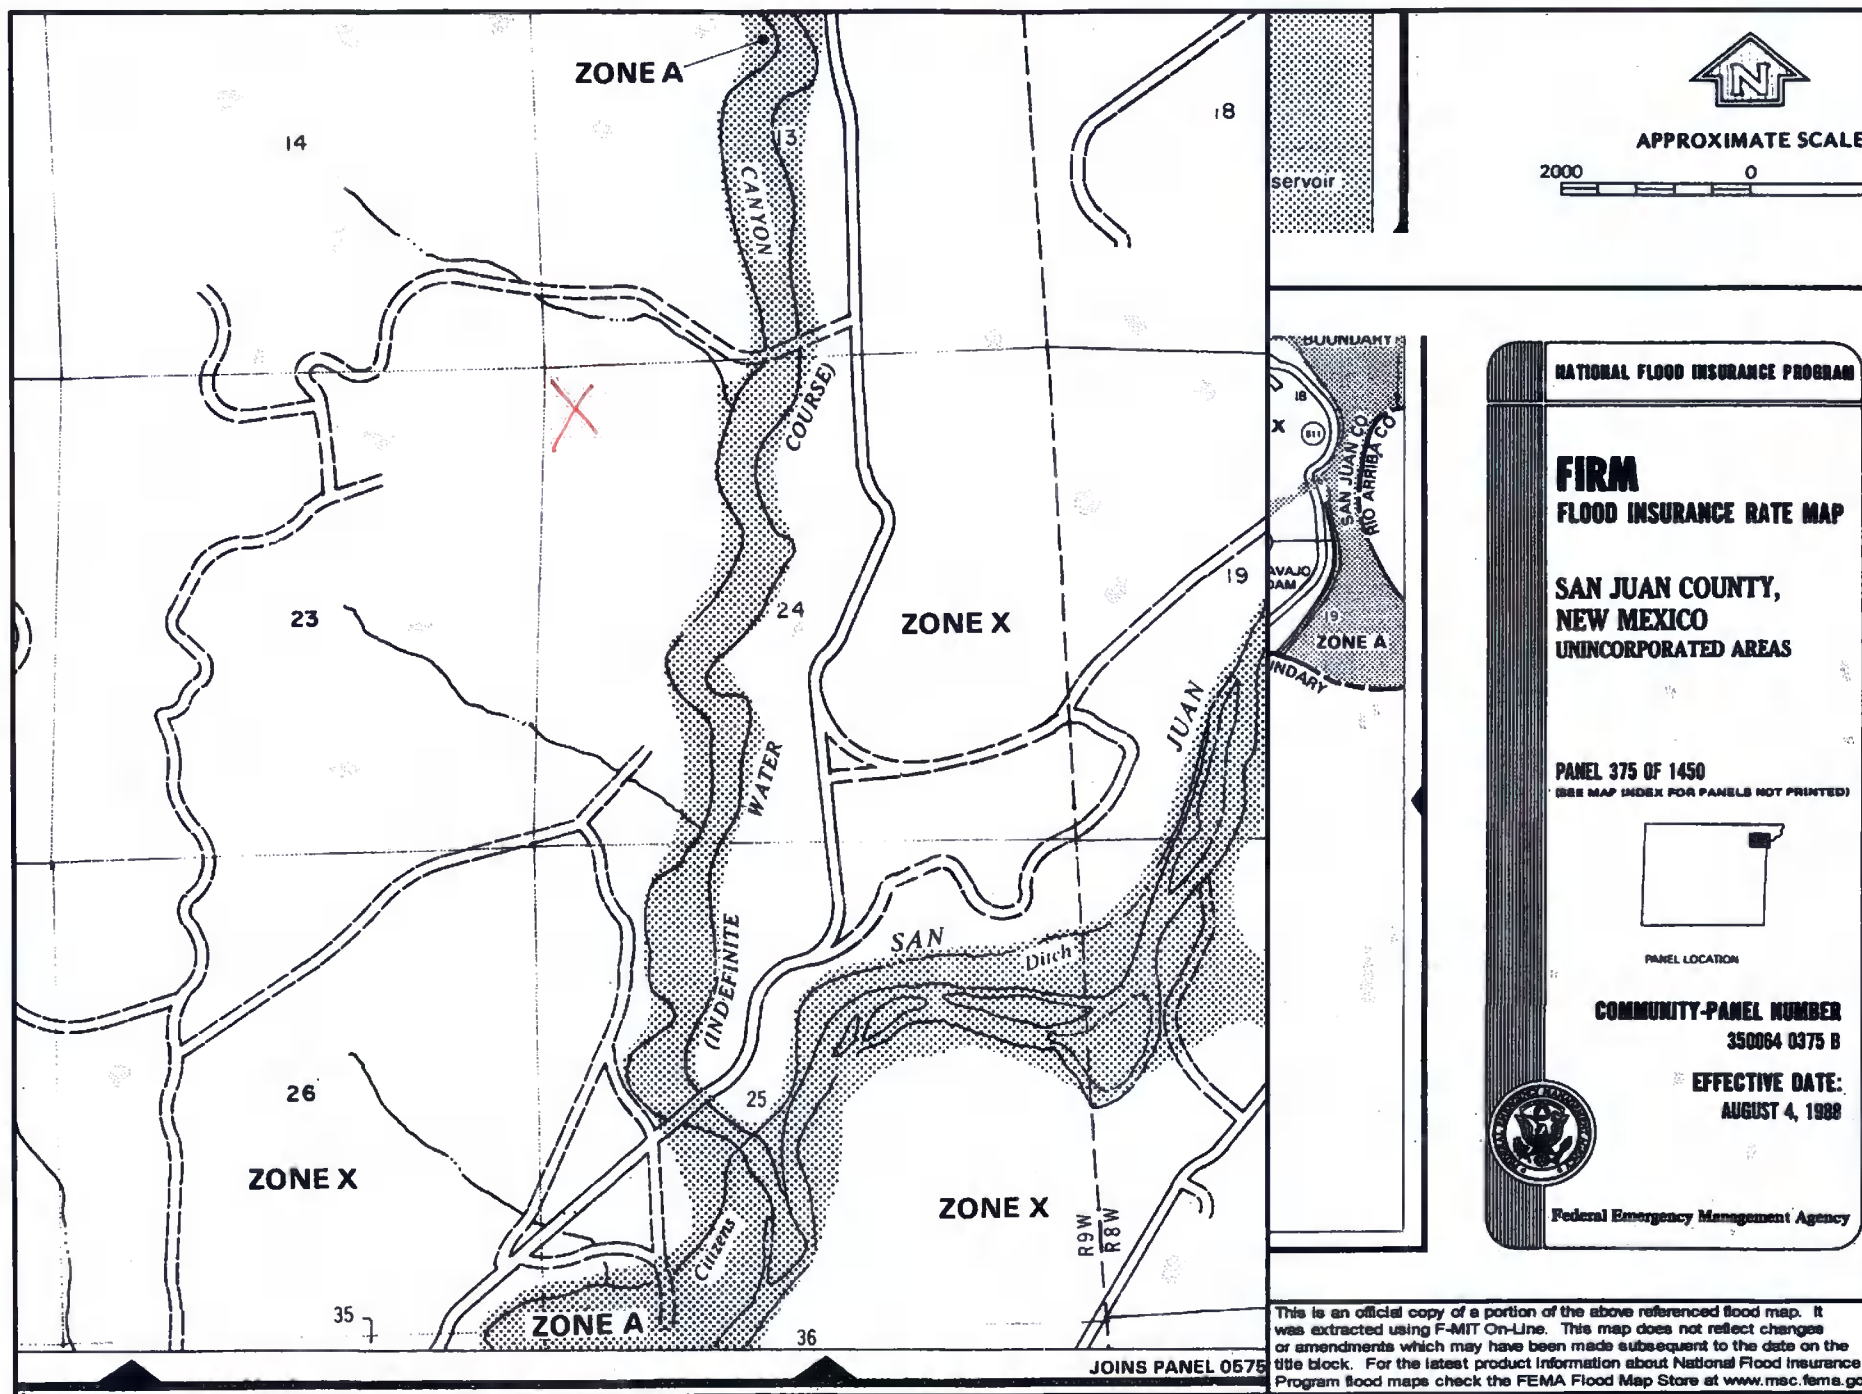 ZONE A
14
13
18
CANYON
COURSE)
23
24
ZONE X
19
JUAN
WATER
(INDEFINITE
SAN
Ditch
26
25
ZONE X
ZONE X
R9W
R8W
Citizens
35
ZONE A
36
JOINS PANEL 0575
servoir
BOUNDARY
18
X
511
SAN JUAN CO
RIO ARRIBA CO
AVAJO
DAM
19
ZONE A
NDARY
N
APPROXIMATE SCALE
2000 0
NATIONAL FLOOD INSURANCE PROGRAM
FIRM
FLOOD INSURANCE RATE MAP
SAN JUAN COUNTY,
NEW MEXICO
UNINCORPORATED AREAS
PANEL 375 OF 1450
(SEE MAP INDEX FOR PANELS NOT PRINTED)
PANEL LOCATION
COMMUNITY-PANEL NUMBER
350064 0375 B
EFFECTIVE DATE:
AUGUST 4, 1988
Federal Emergency Management Agency
This is an official copy of a portion of the above referenced flood map. It
was extracted using F-MIT On-Line. This map does not reflect changes
or amendments which may have been made subsequent to the date on the
title block. For the latest product information about National Flood Insurance
Program flood maps check the FEMA Flood Map Store at www.msc.fema.go